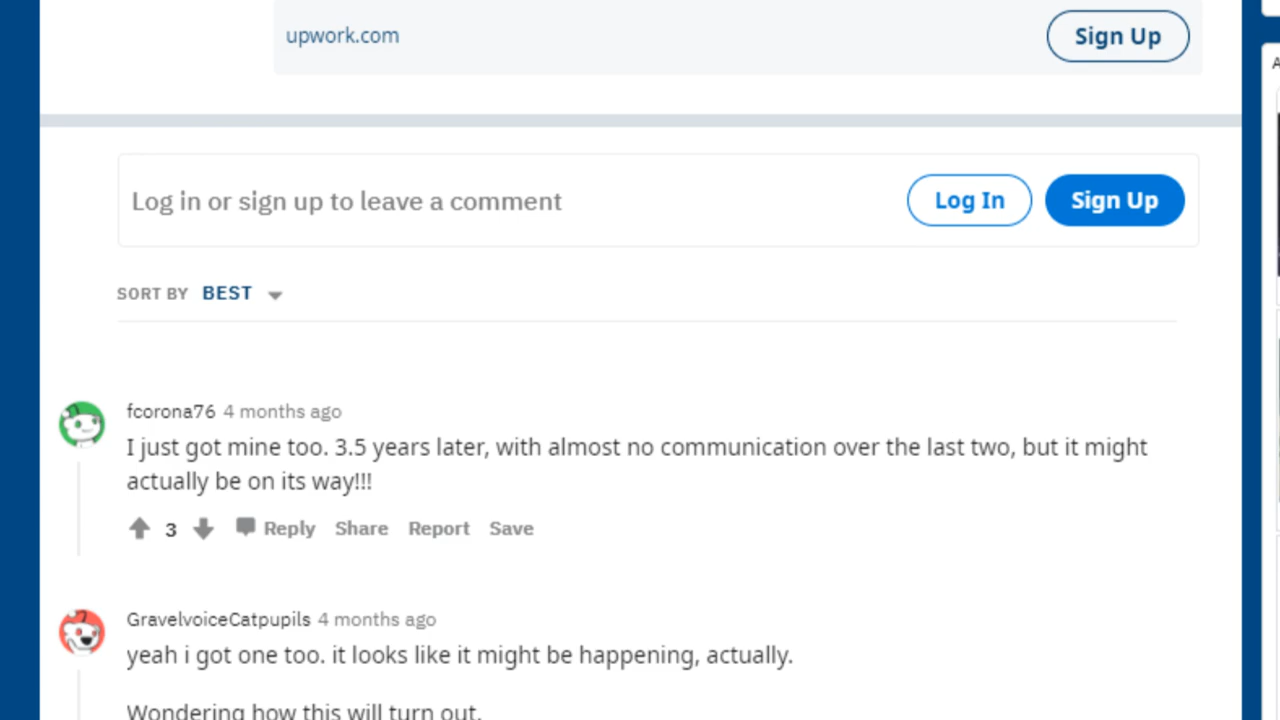 upwork.com
Sign Up
Log in or sign up to leave a comment
Log In
Sign Up
SORT BY BEST
fcorona76 4 months ago
I just got mine too. 3.5 years later, with almost no communication over the last two, but it might
actually be on its way!!!
3 Reply Share Report Save
GravelvoiceCatpupils 4 months ago
yeah i got one too. it looks like it might be happening, actually.
Wondering how this will turn out.